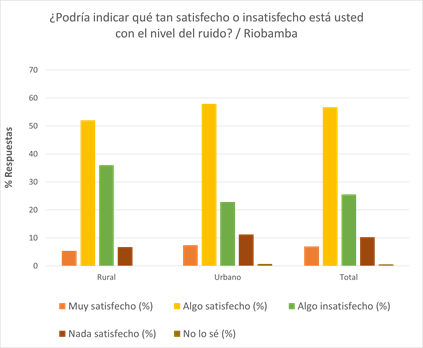 ¿Podría indicar qué tan satisfecho o insatisfecho está usted
con el nivel del ruido? / Riobamba
% Respuestas
70
60
50
40
30
20
10
0
Rural
Urbano
Total
Muy satisfecho (%)
Algo satisfecho (%)
Algo insatisfecho (%)
Nada satisfecho (%)
No lo sé (%)